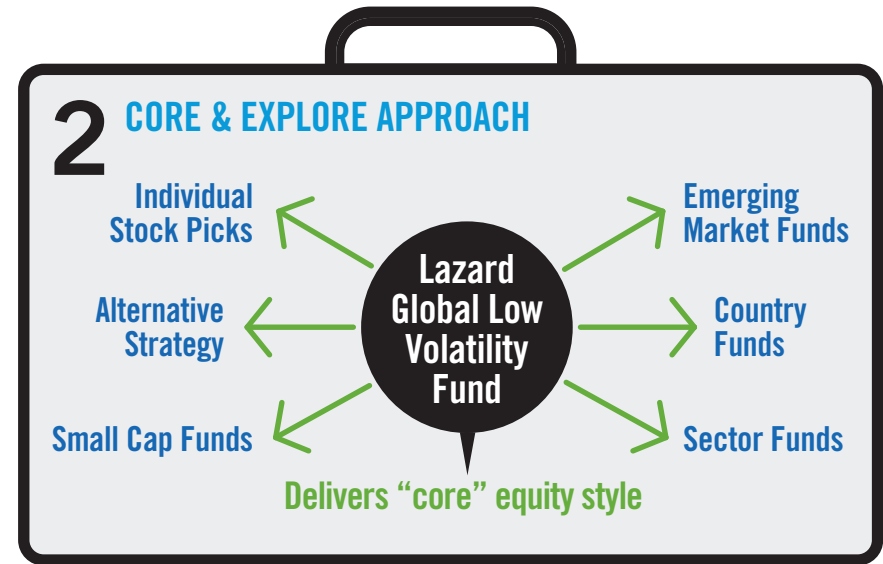 2 CORE & EXPLORE APPROACH
Individual
Stock Picks
Emerging
Market Funds
Lazard
Global Low
Volatility
Fund
Alternative
Strategy
Country
Funds
Small Cap Funds
Sector Funds
Delivers “core” equity style